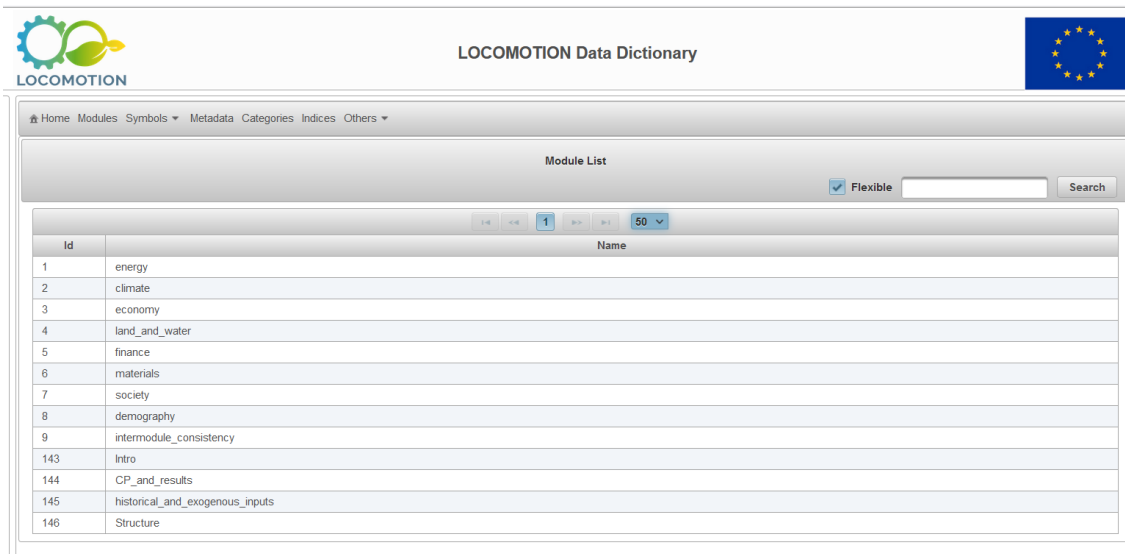 LOCOMOTION
LOCOMOTION Data Dictionary
Home Modules Symbols Metadata Categories Indices Others
Module List
Flexible Search
1 50
Id Name
1 energy
2 climate
3 economy
4 land_and_water
5 finance
6 materials
7 society
8 demography
9 intermodule_consistency
143 Intro
144 CP_and_results
145 historical_and_exogenous_inputs
146 Structure